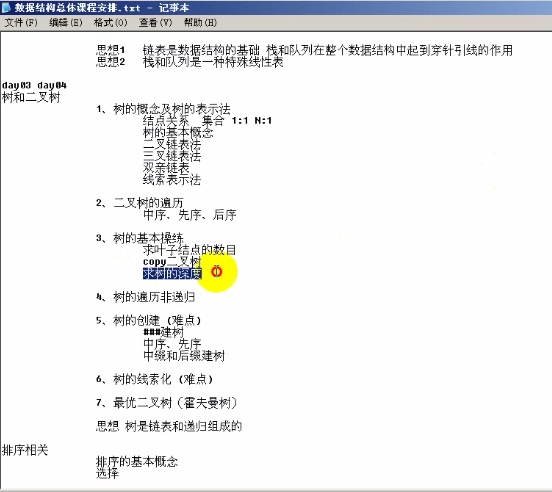 数据结构总体课程安排.txt - 记事本
文件(F) 编辑(E) 格式(O) 查看(V) 帮助(H)
思想1 链表是数据结构的基础 栈和队列在整个数据结构中起到穿针引线的作用
思想2 栈和队列是一种特殊线性表
day03 day04
树和二叉树
1、树的概念及树的表示法
结点关系 集合 1:1 N:1
树的基本概念
二叉链表法
三叉链表法
双亲链表
线索表示法
2、二叉树的遍历
中序、先序、后序
3、树的基本操练
求叶子结点的数目
copy二叉树
求树的深度
4、树的遍历非递归
5、树的创建（难点）
###建树
中序、先序
中缀和后缀建树
6、树的线索化（难点）
7、最优二叉树（霍夫曼树）
思想 树是链表和递归组成的
排序相关
排序的基本概念
选择